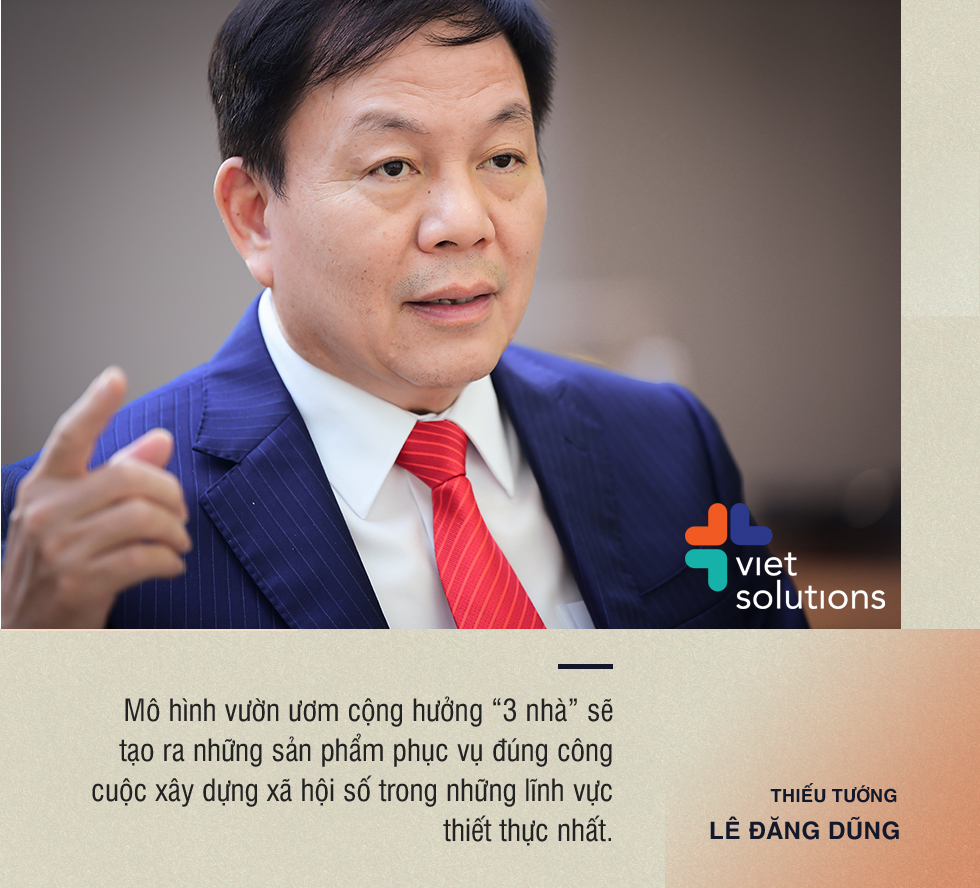 viet
solutions
Mô hình vườn ươm cộng hưởng “3 nhà” sẽ
tạo ra những sản phẩm phục vụ đúng công
cuộc xây dựng xã hội số trong những lĩnh vực
thiết thực nhất.
THIẾU TƯỚNG
LÊ ĐĂNG DŨNG